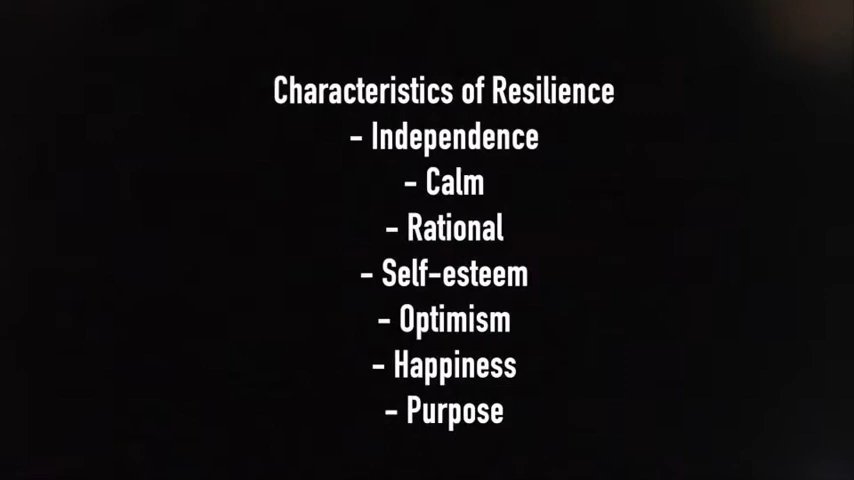 Characteristics of Resilience
- Independence
- Calm
- Rational
- Self-esteem
- Optimism
- Happiness
- Purpose